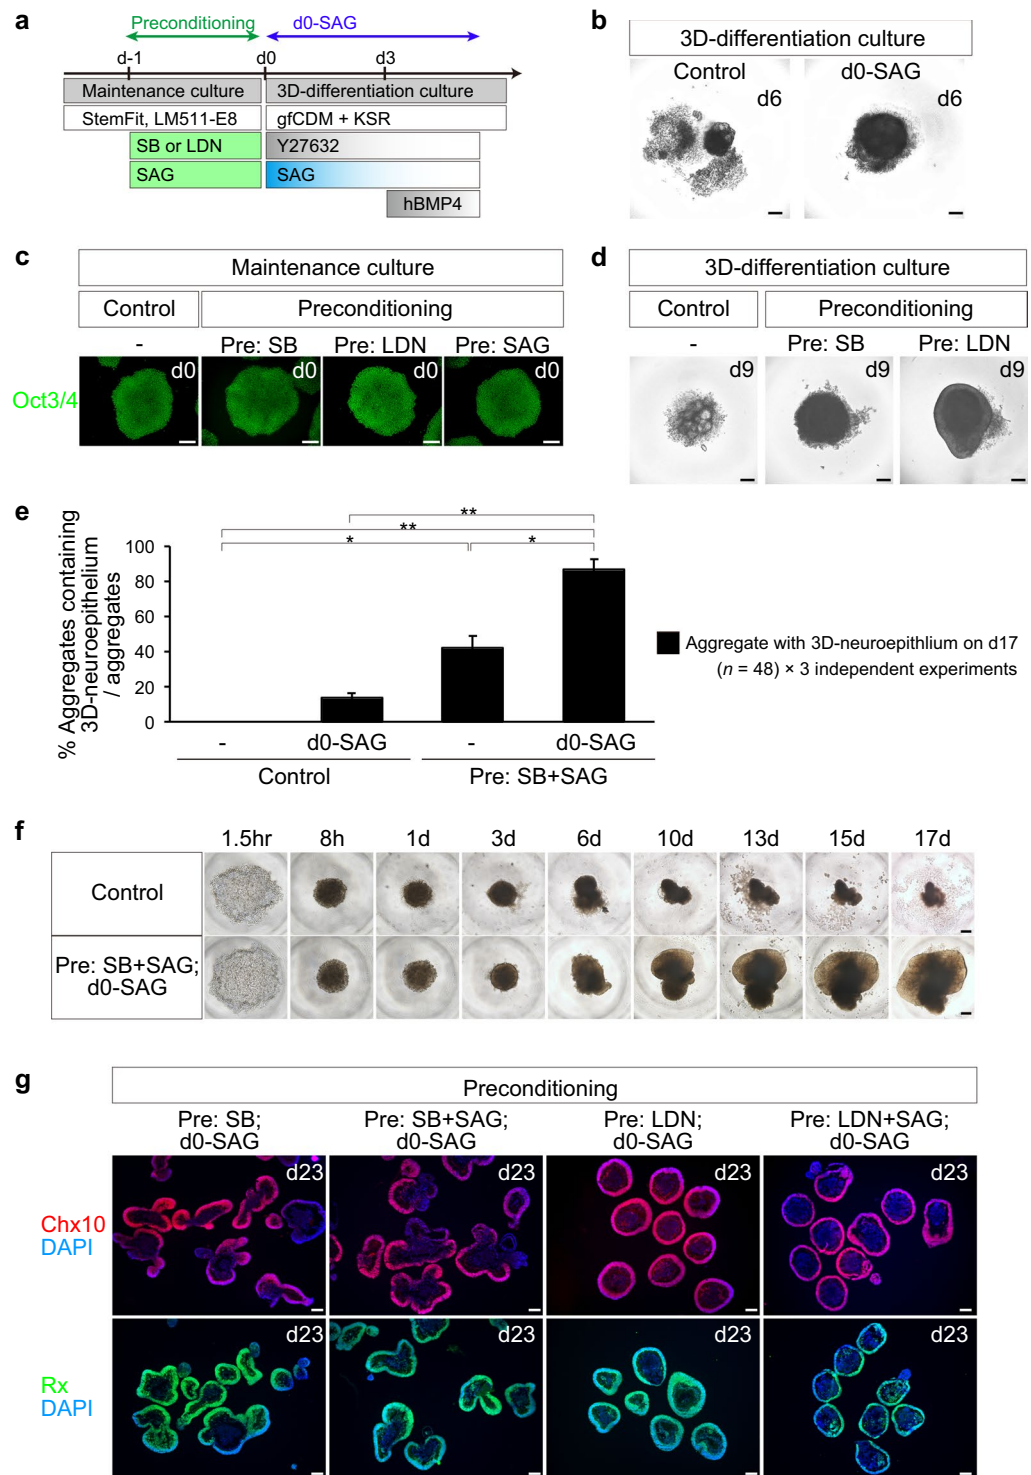 a
Preconditioning
d0-SAG
d-1
d0
d3
Maintenance culture
3D-differentiation culture
StemFit, LM511-E8
gfCDM + KSR
SB or LDN
Y27632
SAG
SAG
hBMP4
b
3D-differentiation culture
Control
d0-SAG
d6
d6
c
Maintenance culture
Control
Preconditioning
-
Pre: SB
Pre: LDN
Pre: SAG
Oct3/4
d0
d0
d0
d0
d
3D-differentiation culture
Control
Preconditioning
-
Pre: SB
Pre: LDN
d9
d9
d9
e
% Aggregates containing
3D-neuroepithelium
/ aggregates
100
80
60
40
20
0
**
**
*
*
-
d0-SAG
-
d0-SAG
Control
Pre: SB+SAG
Aggregate with 3D-neuroepithlium on d17
(n = 48) × 3 independent experiments
f
1.5hr
8h
1d
3d
6d
10d
13d
15d
17d
Control
Pre: SB+SAG;
d0-SAG
g
Preconditioning
Pre: SB;
d0-SAG
Pre: SB+SAG;
d0-SAG
Pre: LDN;
d0-SAG
Pre: LDN+SAG;
d0-SAG
Chx10
DAPI
d23
d23
d23
d23
Rx
DAPI
d23
d23
d23
d23